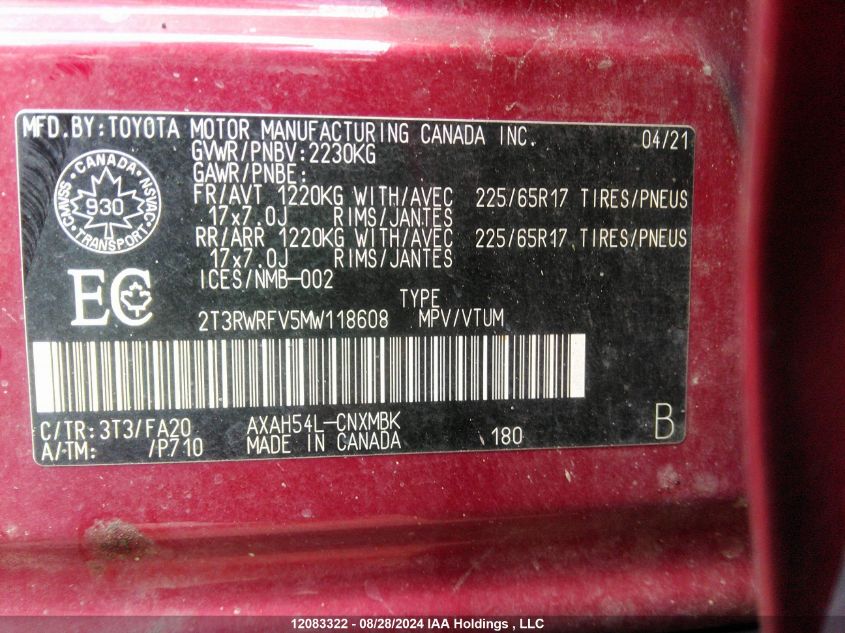 MFD.BY:TOYOTA MOTOR MANUFACTURING CANADA INC. 04/21
GVWR/PNBV:2230KG
GAWR/PNBE:
FR/AVT 1220KG WITH/AVEC 225/65R17 TIRES/PNEUS
17x7.0J RIMS/JANTES
RR/ARR 1220KG WITH/AVEC 225/65R17 TIRES/PNEUS
17x7.0J RIMS/JANTES
ICES/NMB-002
CANADA
CMVSS 930 NSVAC
TRANSPORT
EC
TYPE
2T3RWRFV5MW118608 MPV/VTUM
C/TR:3T3/FA20 AXAH54L-CNXMBK
A/TM: /P710 MADE IN CANADA 180 B
12083322 - 08/28/2024 IAA Holdings , LLC